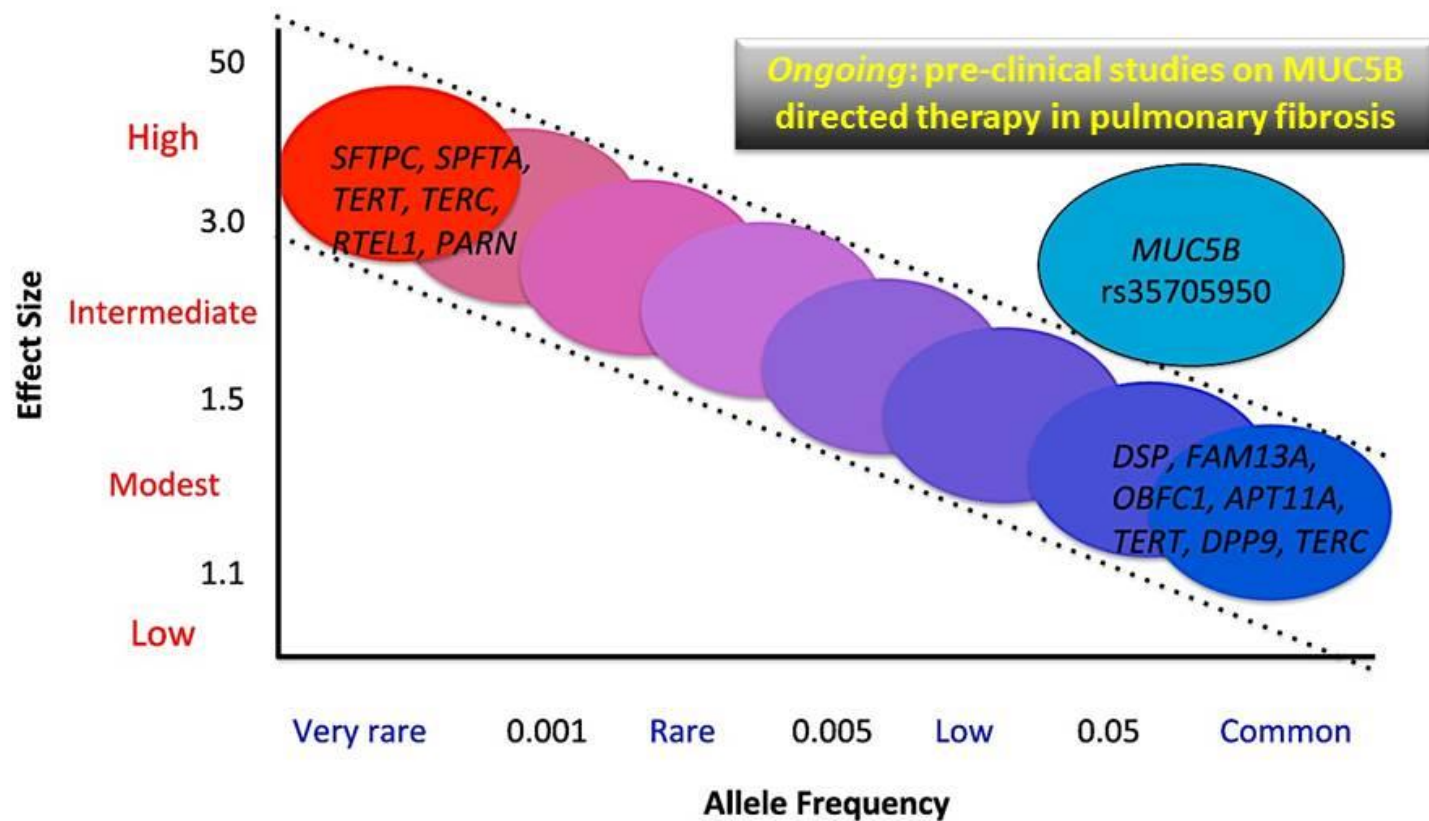 Ongoing: pre-clinical studies on MUC5B
directed therapy in pulmonary fibrosis
50
High
3.0
Intermediate
1.5
Modest
1.1
Low
Effect Size
SFTPC, SPFTA,
TERT, TERC,
RTEL1, PARN
MUC5B
rs35705950
DSP, FAM13A,
OBFC1, APT11A,
TERT, DPP9, TERC
Very rare 0.001 Rare 0.005 Low 0.05 Common
Allele Frequency